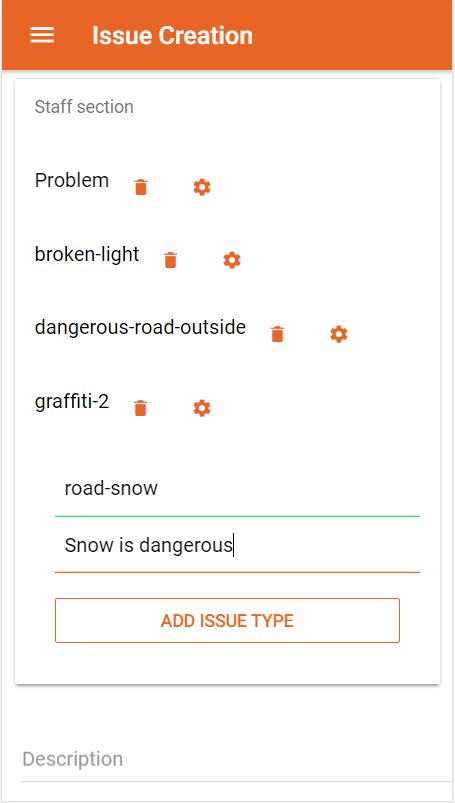 Issue Creation
Staff section
Problem
broken-light
dangerous-road-outside
graffiti-2
road-snow
Snow is dangerous
ADD ISSUE TYPE
Description